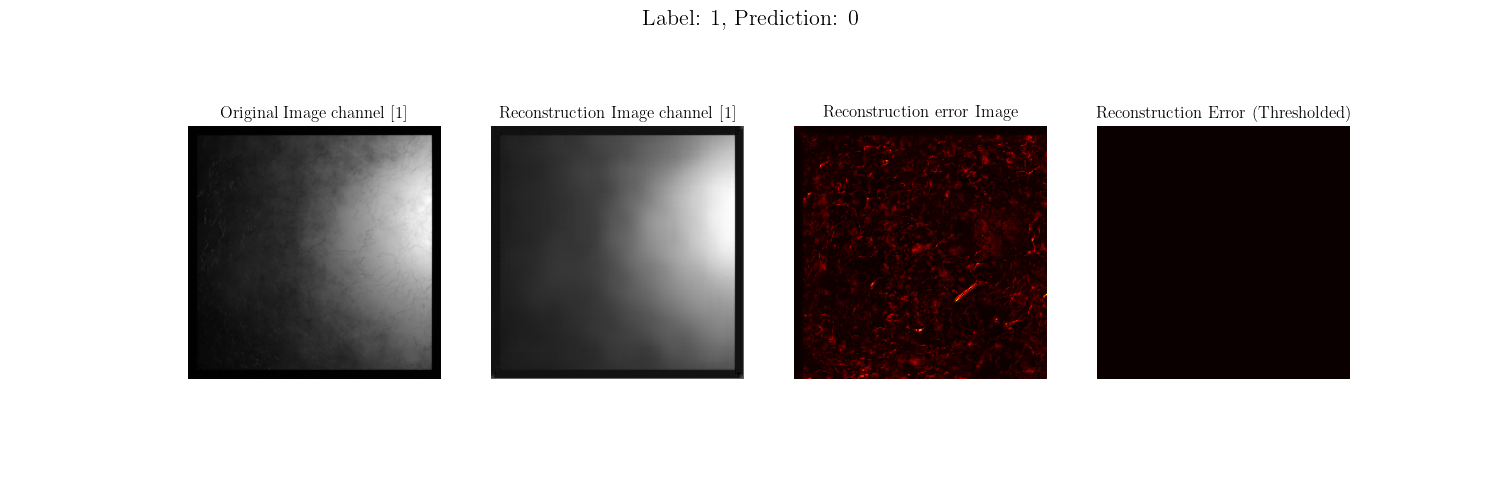 Label: 1, Prediction: 0
Original Image channel [1]
Reconstruction Image channel [1]
Reconstruction error Image
Reconstruction Error (Thresholded)